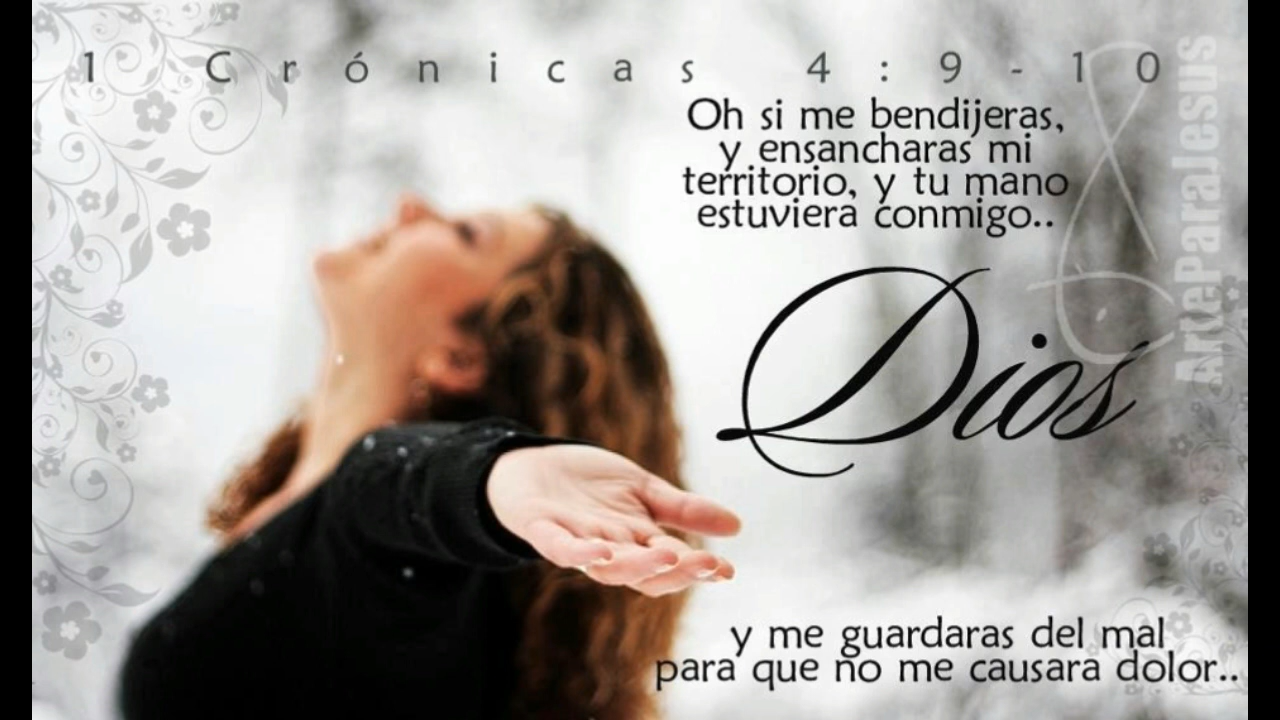 1 Crónicas 4:9-10
Oh si me bendijeras,
y ensancharas mi
territorio, y tu mano
estuviera conmigo..
Dios
y me guardaras del mal
para que no me causara dolor..
ArteParaJesus